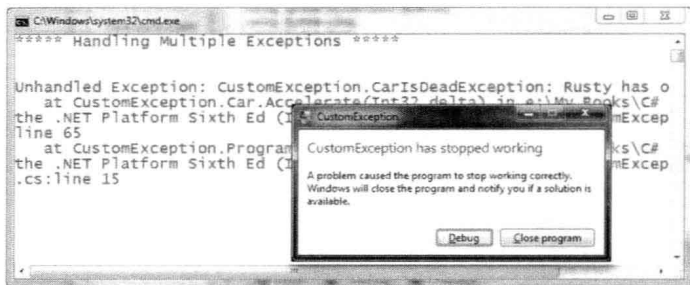 C:\Windows\system32\cmd.exe
***** Handling Multiple Exceptions *****
Unhandled Exception: CustomException.CarIsDeadException: Rusty has o
at CustomException.Car.Accelerate(Int32 delta) in e:\My Books\C#
the .NET Platform Sixth Ed (I mExcep
line 65
at CustomException.Program ks\C#
the .NET Platform Sixth Ed (I mExcep
.cs:line 15
CustomException
CustomException has stopped working
A problem caused the program to stop working correctly.
Windows will close the program and notify you if a solution is
available.
Debug Close program